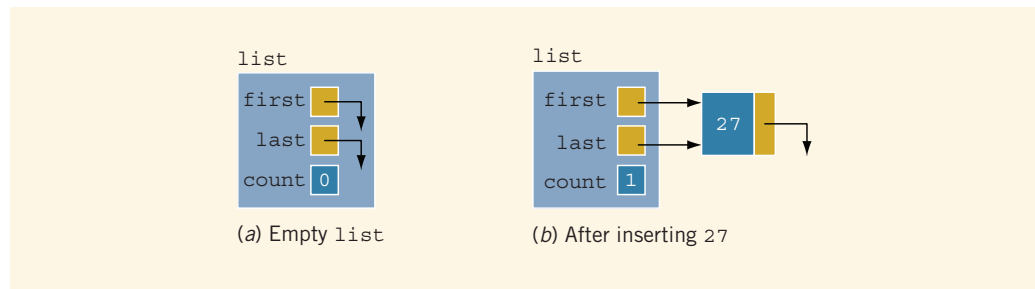 list
first
last
count 0
(a) Empty list
list
first
27
last
count 1
(b) After inserting 27